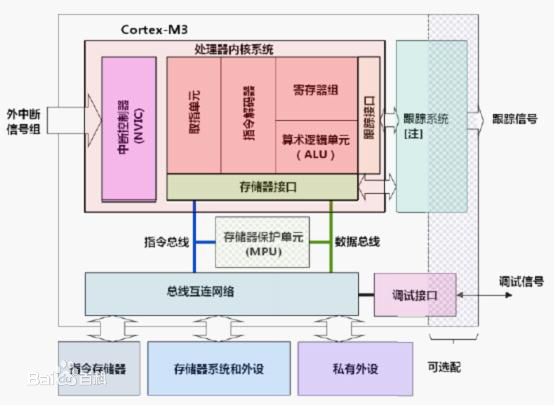 Cortex-M3
处理器内核系统
外中断
信号组
中断控制器
(NVIC)
取指单元
指令解码器
寄存器组
算术逻辑单元
(ALU)
跟踪接口
跟踪系统
[注]
跟踪信号
存储器接口
指令总线
存储器保护单元
(MPU)
数据总线
总线互连网络
调试接口
调试信号
指令存储器
存储器系统和外设
私有外设
可选配
Bai百科